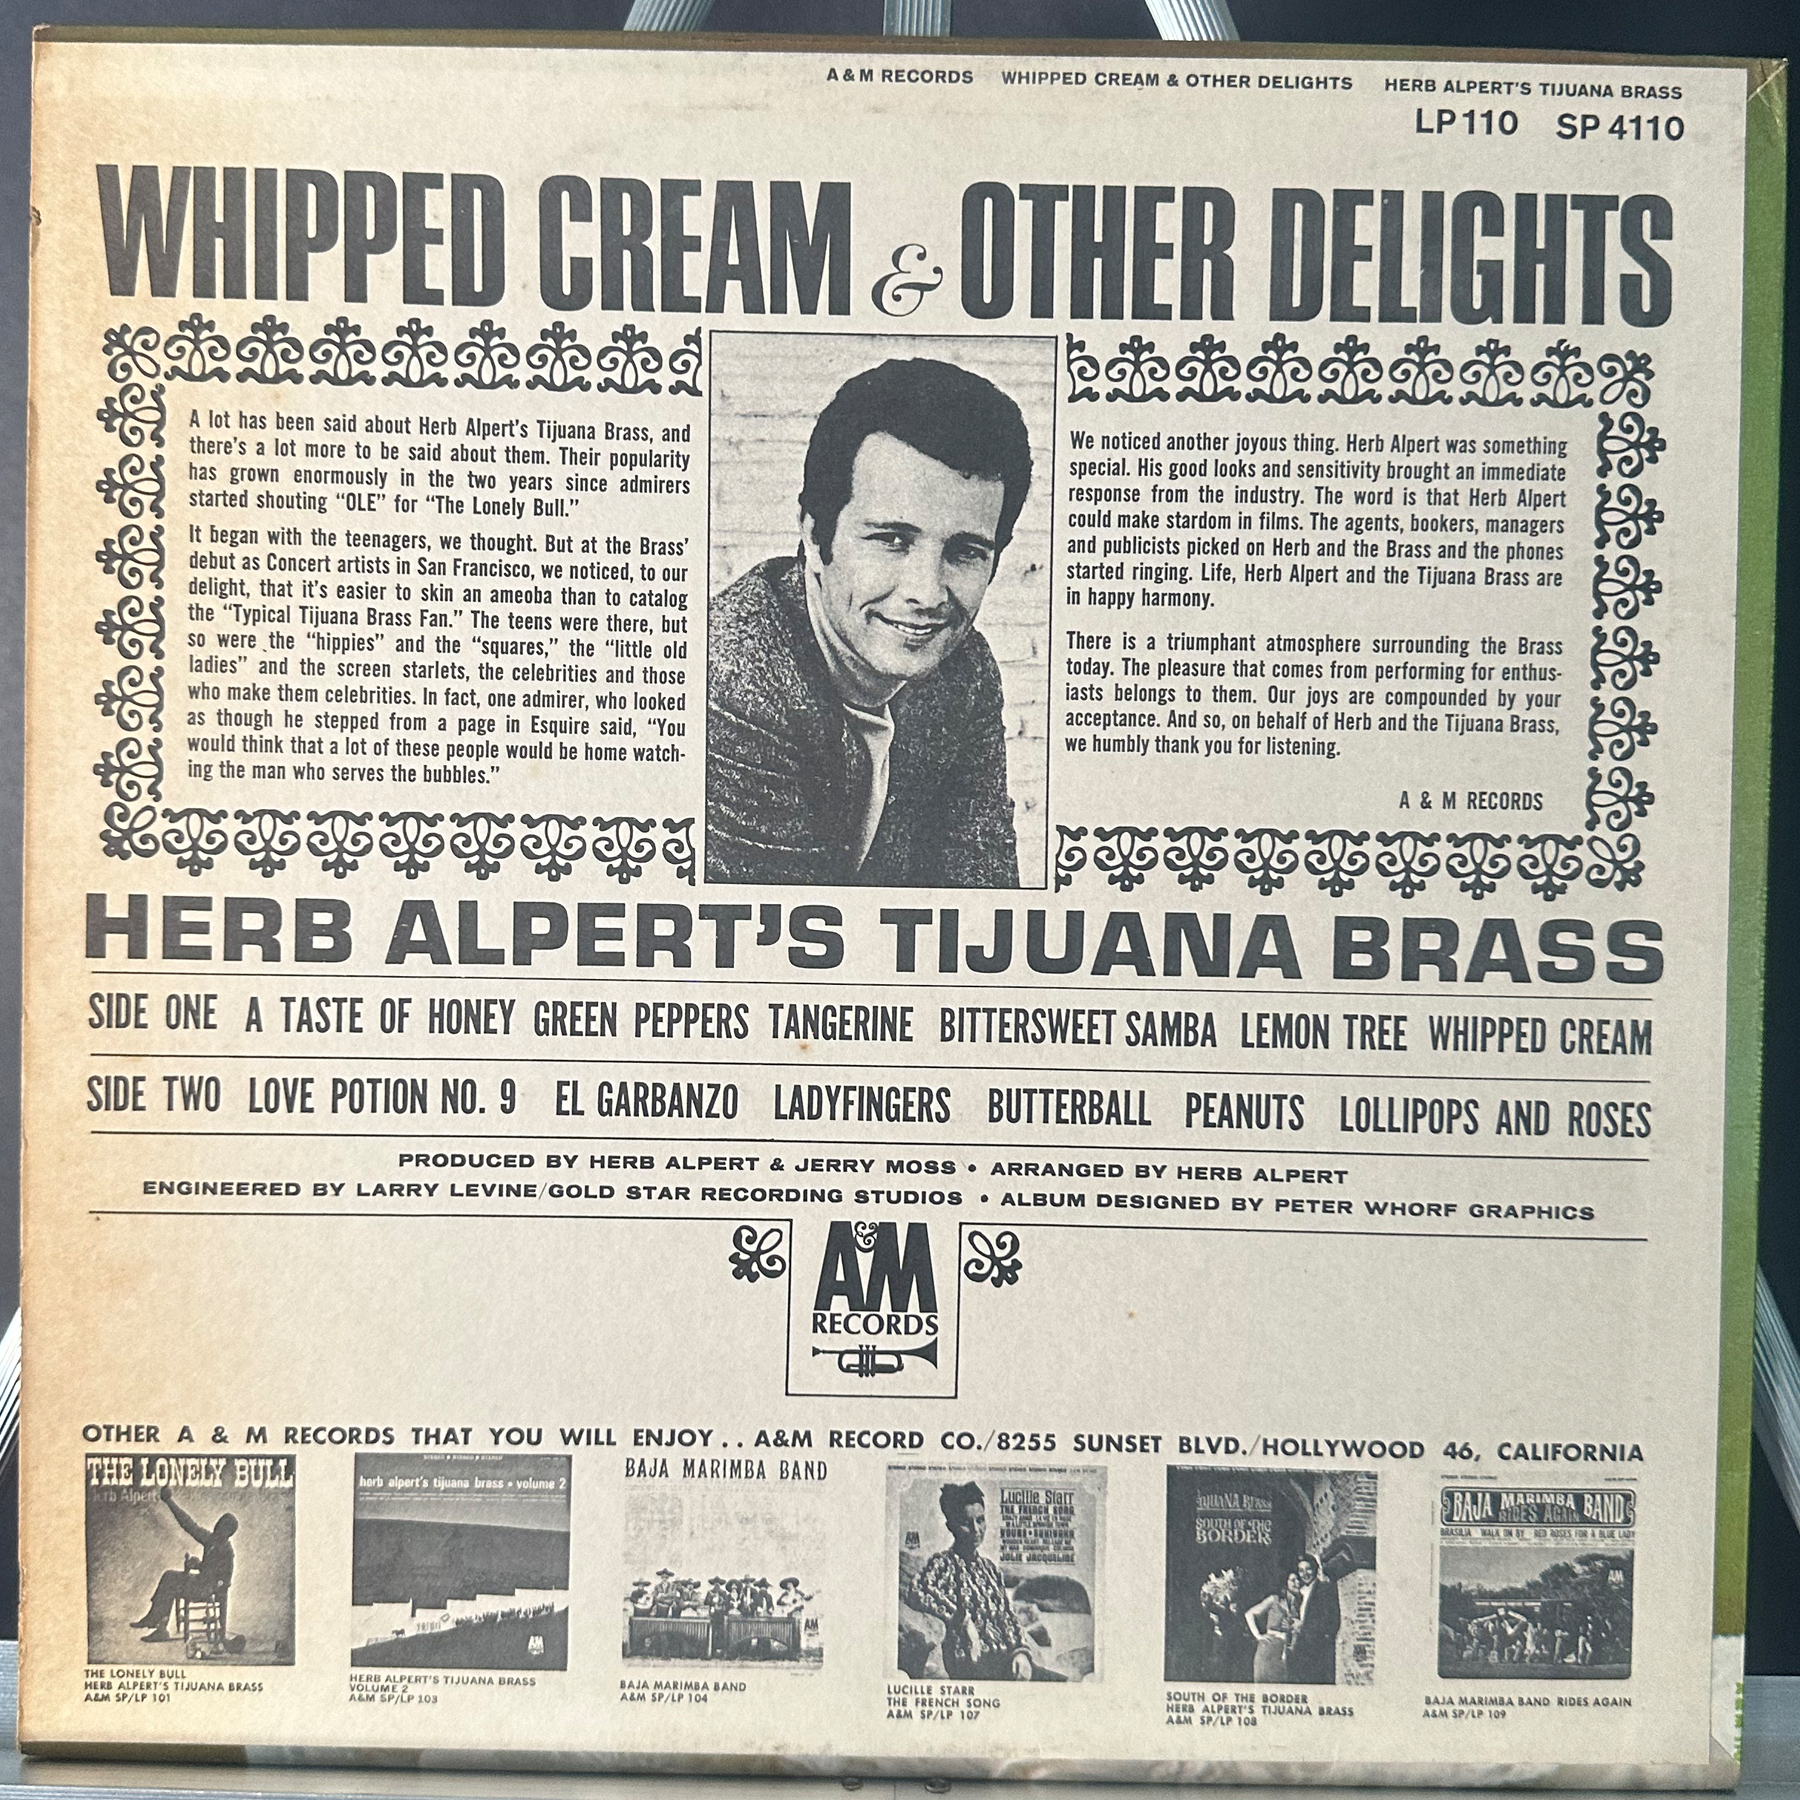 A & M RECORDS WHIPPED CREAM & OTHER DELIGHTS HERB ALPERT'S TIJUANA BRASS
LP 110 SP 4110
WHIPPED CREAM & OTHER DELIGHTS
A lot has been said about Herb Alpert's Tijuana Brass, and
there's a lot more to be said about them. Their popularity
has grown enormously in the two years since admirers
started shouting “OLE” for “The Lonely Bull.”
It began with the teenagers, we thought. But at the Brass'
debut as Concert artists in San Francisco, we noticed, to our
delight, that it's easier to skin an ameoba than to catalog
the “Typical Tijuana Brass Fan.” The teens were there, but
so were the “hippies” and the “squares,” the “little old
ladies” and the screen starlets, the celebrities and those
who make them celebrities. In fact, one admirer, who looked
as though he stepped from a page in Esquire said, “You
would think that a lot of these people would be home watch-
ing the man who serves the bubbles.”
We noticed another joyous thing. Herb Alpert was something
special. His good looks and sensitivity brought an immediate
response from the industry. The word is that Herb Alpert
could make stardom in films. The agents, bookers, managers
and publicists picked on Herb and the Brass and the phones
started ringing. Life, Herb Alpert and the Tijuana Brass are
in happy harmony.
There is a triumphant atmosphere surrounding the Brass
today. The pleasure that comes from performing for enthus-
iasts belongs to them. Our joys are compounded by your
acceptance. And so, on behalf of Herb and the Tijuana Brass,
we humbly thank you for listening.
A & M RECORDS
HERB ALPERT'S TIJUANA BRASS
SIDE ONE A TASTE OF HONEY GREEN PEPPERS TANGERINE BITTERSWEET SAMBA LEMON TREE WHIPPED CREAM
SIDE TWO LOVE POTION NO. 9 EL GARBANZO LADYFINGERS BUTTERBALL PEANUTS LOLLIPOPS AND ROSES
PRODUCED BY HERB ALPERT & JERRY MOSS • ARRANGED BY HERB ALPERT
ENGINEERED BY LARRY LEVINE/GOLD STAR RECORDING STUDIOS • ALBUM DESIGNED BY PETER WHORF GRAPHICS
A&M
RECORDS
OTHER A & M RECORDS THAT YOU WILL ENJOY . . A&M RECORD CO./8255 SUNSET BLVD./HOLLYWOOD 46, CALIFORNIA
THE LONELY BULL
Herb Alpert
THE LONELY BULL
HERB ALPERT'S TIJUANA BRASS
A&M SP/LP 101
herb alpert's tijuana brass • volume 2
AM
HERB ALPERT'S TIJUANA BRASS
VOLUME 2
A&M SP/LP 103
BAJA MARIMBA BAND
AM
BAJA MARIMBA BAND
A&M SP/LP 104
Lucille Starr
THE FRENCH SONG
JOLIE JACQUELINE
AM
LUCILLE STARR
THE FRENCH SONG
A&M SP/LP 107
TIJUANA BRASS
SOUTH OF THE
BORDER
SOUTH OF THE BORDER
HERB ALPERT'S TIJUANA BRASS
A&M SP/LP 108
BAJA MARIMBA BAND
RIDES AGAIN
BRASILIA WALK ON BY RED ROSES FOR A BLUE LADY
AM
BAJA MARIMBA BAND RIDES AGAIN
A&M SP/LP 109